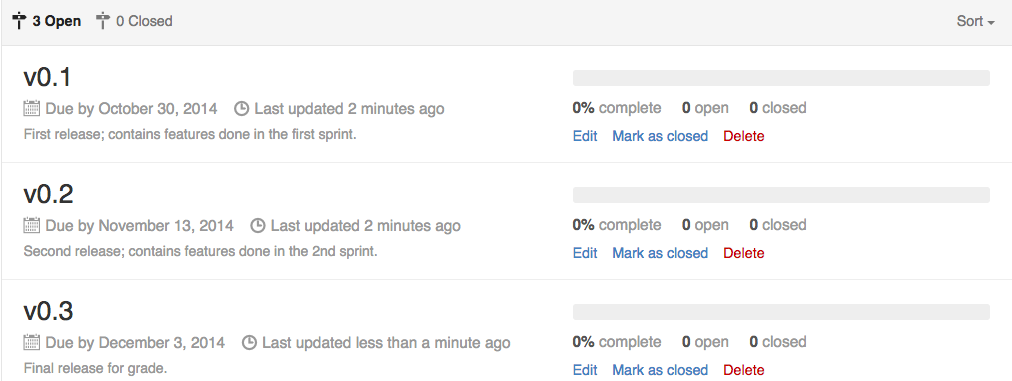 3 Open 0 Closed Sort
v0.1
Due by October 30, 2014 Last updated 2 minutes ago
0% complete 0 open 0 closed
First release; contains features done in the first sprint.
Edit Mark as closed Delete
v0.2
Due by November 13, 2014 Last updated 2 minutes ago
0% complete 0 open 0 closed
Second release; contains features done in the 2nd sprint.
Edit Mark as closed Delete
v0.3
Due by December 3, 2014 Last updated less than a minute ago
0% complete 0 open 0 closed
Final release for grade.
Edit Mark as closed Delete